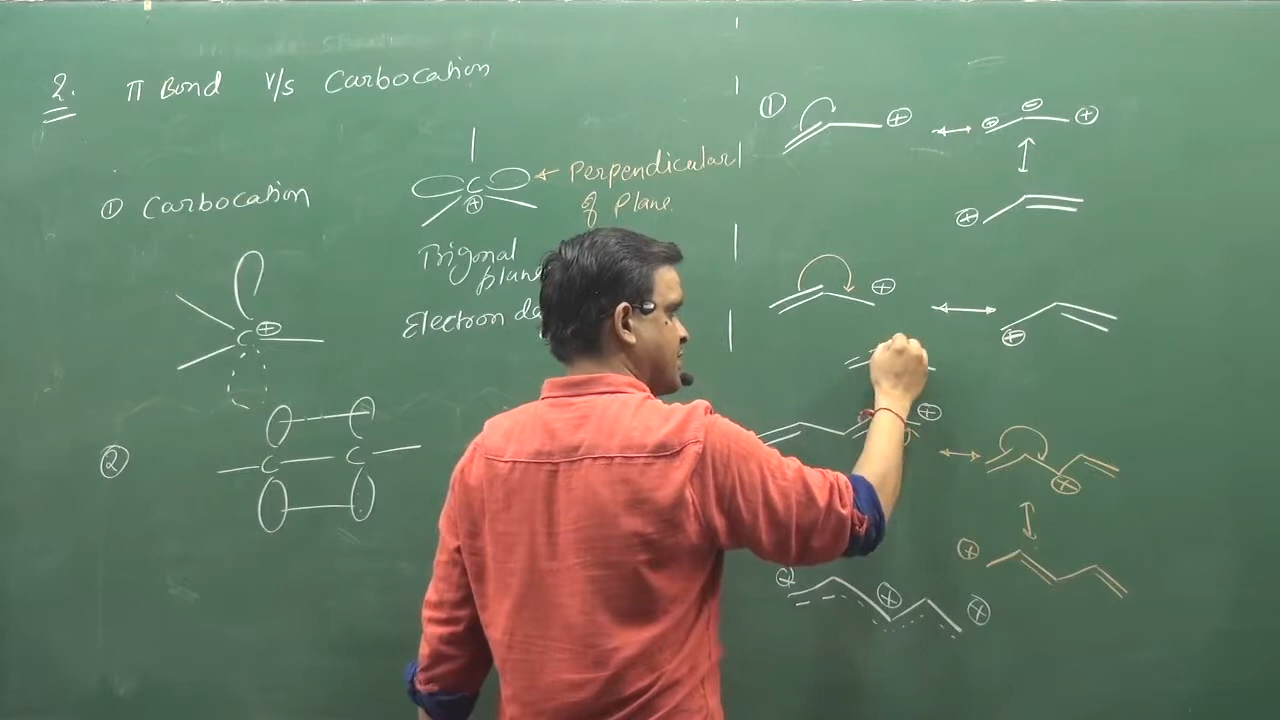 2. π Bond v/s Carbocation
① Carbocation
C
⊕
Perpendicular
of Plane
Trigonal
Electron
C ⊕
②
C C
①
⊕ ⊖ ⊕ ⊕
⊕
⊕ ⊕
⊕ ⊕
⊕
⊕ ⊕